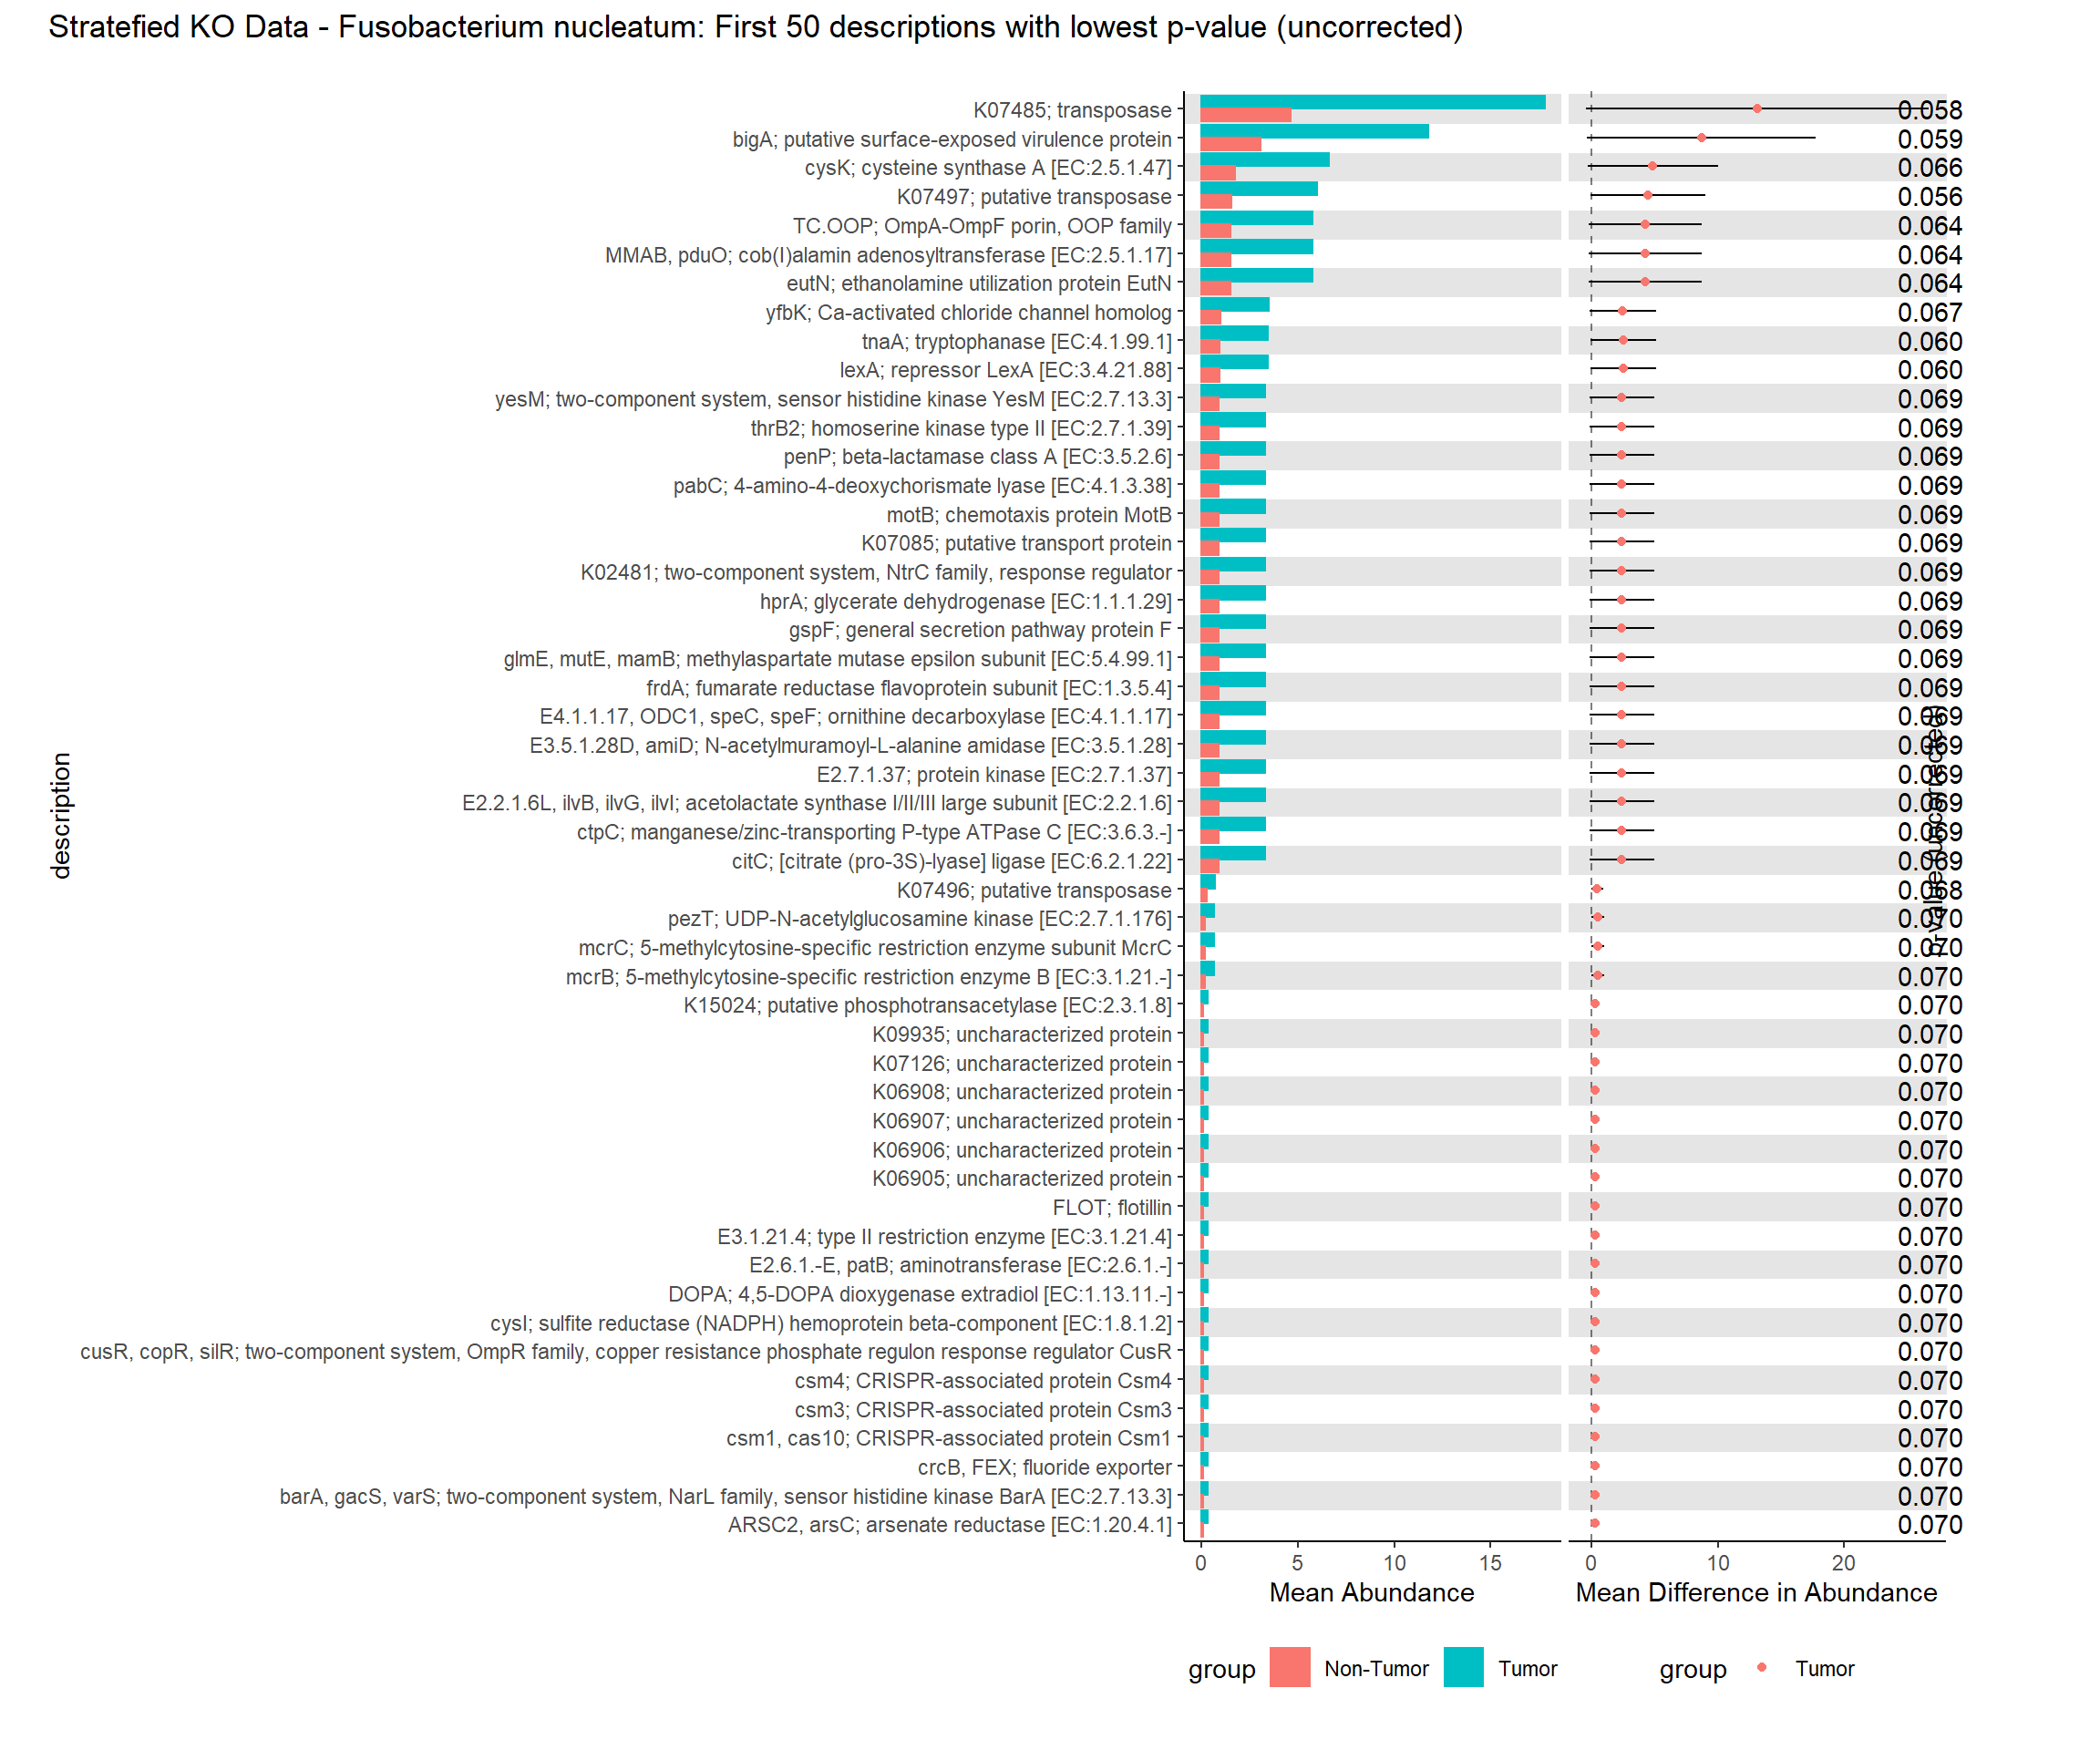 Stratefied KO Data - Fusobacterium nucleatum: First 50 descriptions with lowest p-value (uncorrected)
K07485; transposase 0.058
bigA; putative surface-exposed virulence protein 0.059
cysK; cysteine synthase A [EC:2.5.1.47] 0.066
K07497; putative transposase 0.056
TC.OOP; OmpA-OmpF porin, OOP family 0.064
MMAB, pduO; cob(I)alamin adenosyltransferase [EC:2.5.1.17] 0.064
eutN; ethanolamine utilization protein EutN 0.064
yfbK; Ca-activated chloride channel homolog 0.067
tnaA; tryptophanase [EC:4.1.99.1] 0.060
lexA; repressor LexA [EC:3.4.21.88] 0.060
yesM; two-component system, sensor histidine kinase YesM [EC:2.7.13.3] 0.069
thrB2; homoserine kinase type II [EC:2.7.1.39] 0.069
penP; beta-lactamase class A [EC:3.5.2.6] 0.069
pabC; 4-amino-4-deoxychorismate lyase [EC:4.1.3.38] 0.069
motB; chemotaxis protein MotB 0.069
K07085; putative transport protein 0.069
K02481; two-component system, NtrC family, response regulator 0.069
hprA; glycerate dehydrogenase [EC:1.1.1.29] 0.069
gspF; general secretion pathway protein F 0.069
glmE, mutE, mamB; methylaspartate mutase epsilon subunit [EC:5.4.99.1] 0.069
frdA; fumarate reductase flavoprotein subunit [EC:1.3.5.4] 0.069
E4.1.1.17, ODC1, speC, speF; ornithine decarboxylase [EC:4.1.1.17] 0.069
E3.5.1.28D, amiD; N-acetylmuramoyl-L-alanine amidase [EC:3.5.1.28] 0.069
E2.7.1.37; protein kinase [EC:2.7.1.37] 0.069
E2.2.1.6L, ilvB, ilvG, ilvI; acetolactate synthase I/II/III large subunit [EC:2.2.1.6] 0.069
ctpC; manganese/zinc-transporting P-type ATPase C [EC:3.6.3.-] 0.069
citC; [citrate (pro-3S)-lyase] ligase [EC:6.2.1.22] 0.069
K07496; putative transposase 0.068
pezT; UDP-N-acetylglucosamine kinase [EC:2.7.1.176] 0.070
mcrC; 5-methylcytosine-specific restriction enzyme subunit McrC 0.070
mcrB; 5-methylcytosine-specific restriction enzyme B [EC:3.1.21.-] 0.070
K15024; putative phosphotransacetylase [EC:2.3.1.8] 0.070
K09935; uncharacterized protein 0.070
K07126; uncharacterized protein 0.070
K06908; uncharacterized protein 0.070
K06907; uncharacterized protein 0.070
K06906; uncharacterized protein 0.070
K06905; uncharacterized protein 0.070
FLOT; flotillin 0.070
E3.1.21.4; type II restriction enzyme [EC:3.1.21.4] 0.070
E2.6.1.-E, patB; aminotransferase [EC:2.6.1.-] 0.070
DOPA; 4,5-DOPA dioxygenase extradiol [EC:1.13.11.-] 0.070
cysI; sulfite reductase (NADPH) hemoprotein beta-component [EC:1.8.1.2] 0.070
cusR, copR, silR; two-component system, OmpR family, copper resistance phosphate regulon response regulator CusR 0.070
csm4; CRISPR-associated protein Csm4 0.070
csm3; CRISPR-associated protein Csm3 0.070
csm1, cas10; CRISPR-associated protein Csm1 0.070
crcB, FEX; fluoride exporter 0.070
barA, gacS, varS; two-component system, NarL family, sensor histidine kinase BarA [EC:2.7.13.3] 0.070
ARSC2, arsC; arsenate reductase [EC:1.20.4.1] 0.070
description
p-value (uncorrected)
0 5 10 15 0 10 20
Mean Abundance Mean Difference in Abundance
group Non-Tumor Tumor group Tumor